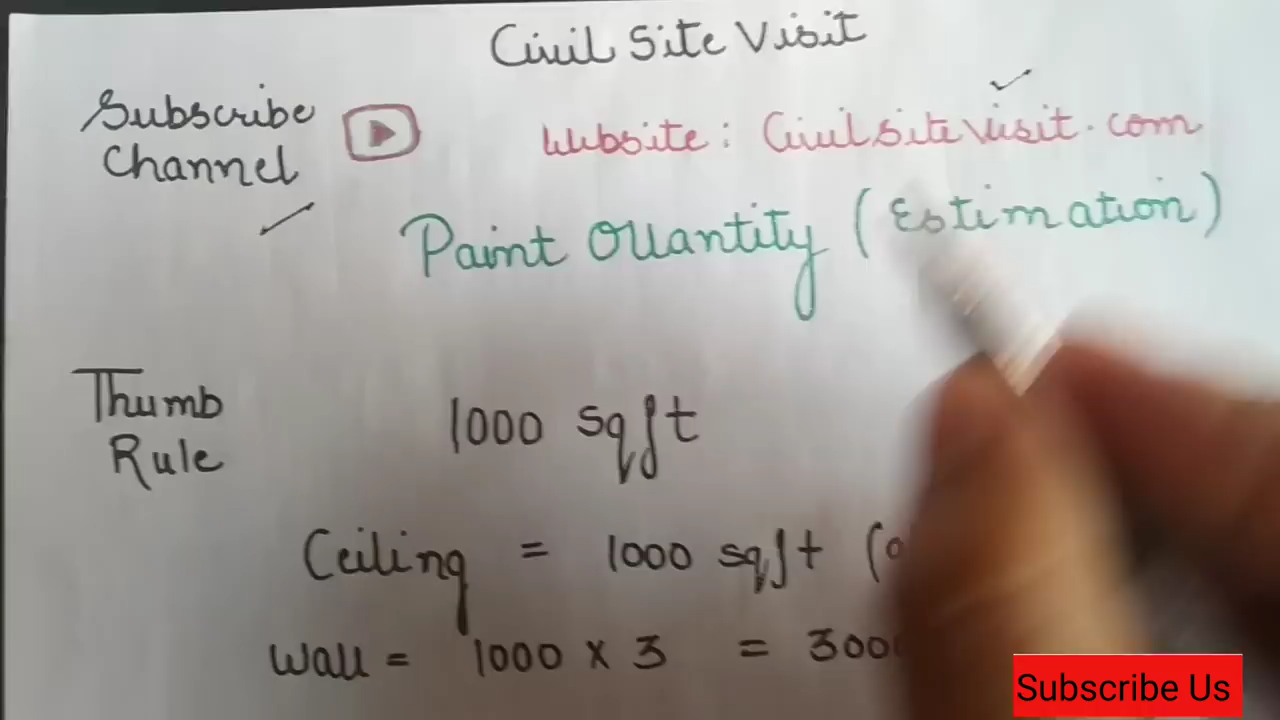 Civil Site Visit
Subscribe
Channel
Website: Civilsitevisit.com
Paint Quantity (Estimation)
Thumb
Rule
1000 sqft
Ceiling = 1000 sqft
Wall = 1000 x 3 =
Subscribe Us